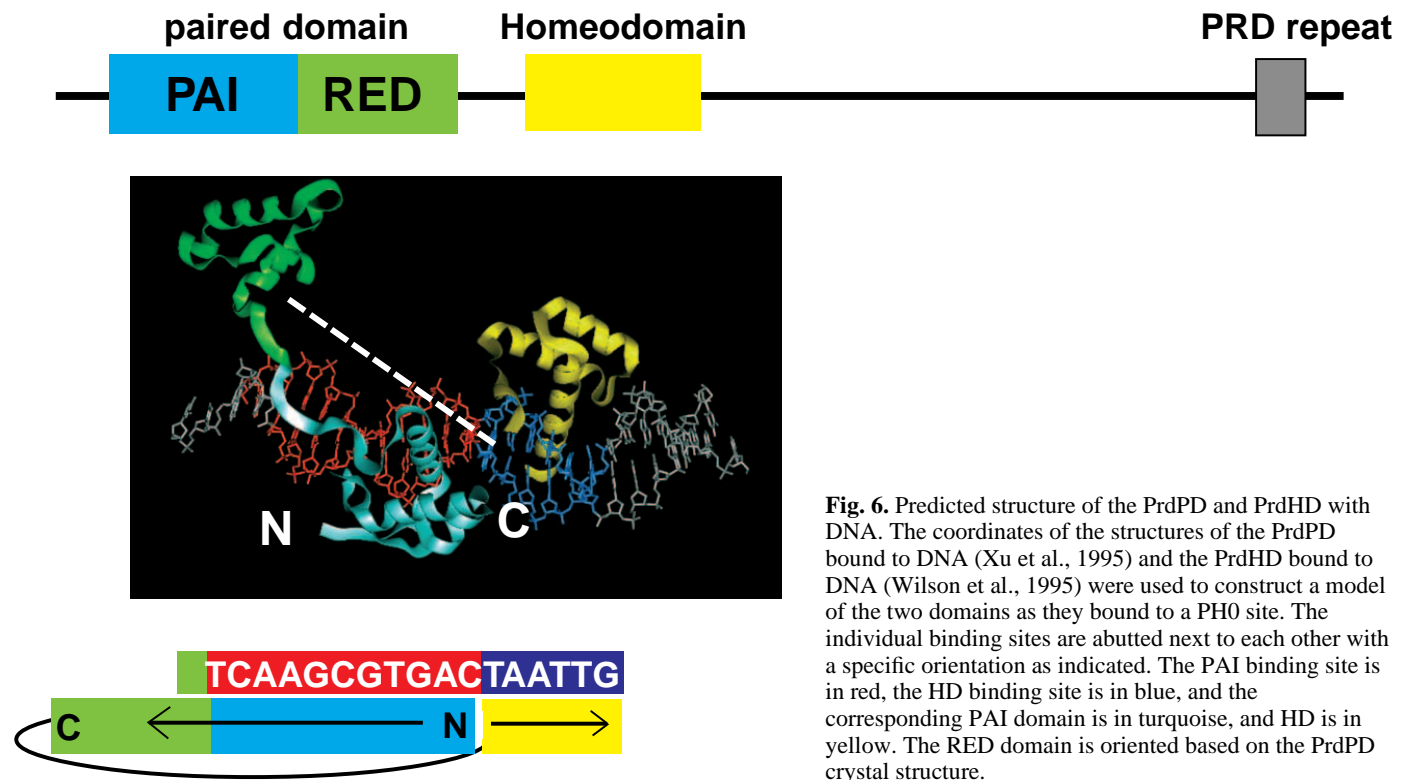 paired domain Homeodomain PRD repeat
PAI RED
N C
TCAAGCGTGACTAATTG
C N
Fig. 6. Predicted structure of the PrdPD and PrdHD with
DNA. The coordinates of the structures of the PrdPD
bound to DNA (Xu et al., 1995) and the PrdHD bound to
DNA (Wilson et al., 1995) were used to construct a model
of the two domains as they bound to a PH0 site. The
individual binding sites are abutted next to each other with
a specific orientation as indicated. The PAI binding site is
in red, the HD binding site is in blue, and the
corresponding PAI domain is in turquoise, and HD is in
yellow. The RED domain is oriented based on the PrdPD
crystal structure.